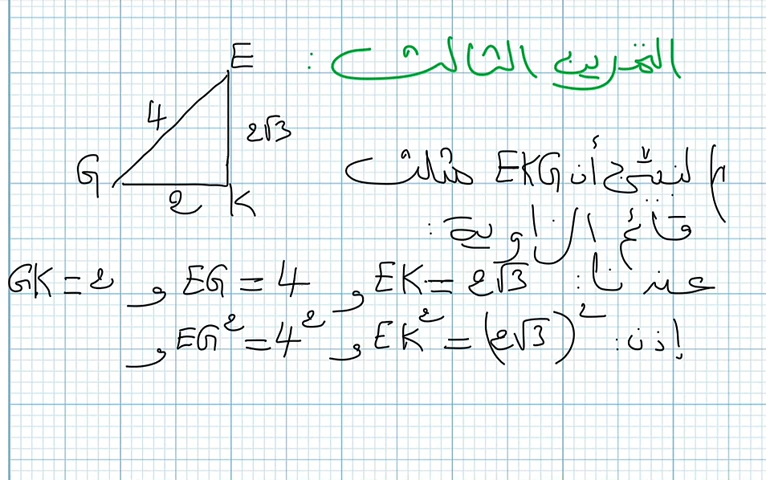 التمرين الثالث :
E
4
2√3
G
2
K
1) لنبيّن أن EKG مثلث
قائم الزاوية :
عندنا : EK = 2√3 و EG = 4 و GK = 2
إذن : EK² = (2√3)² و EG² = 4² و